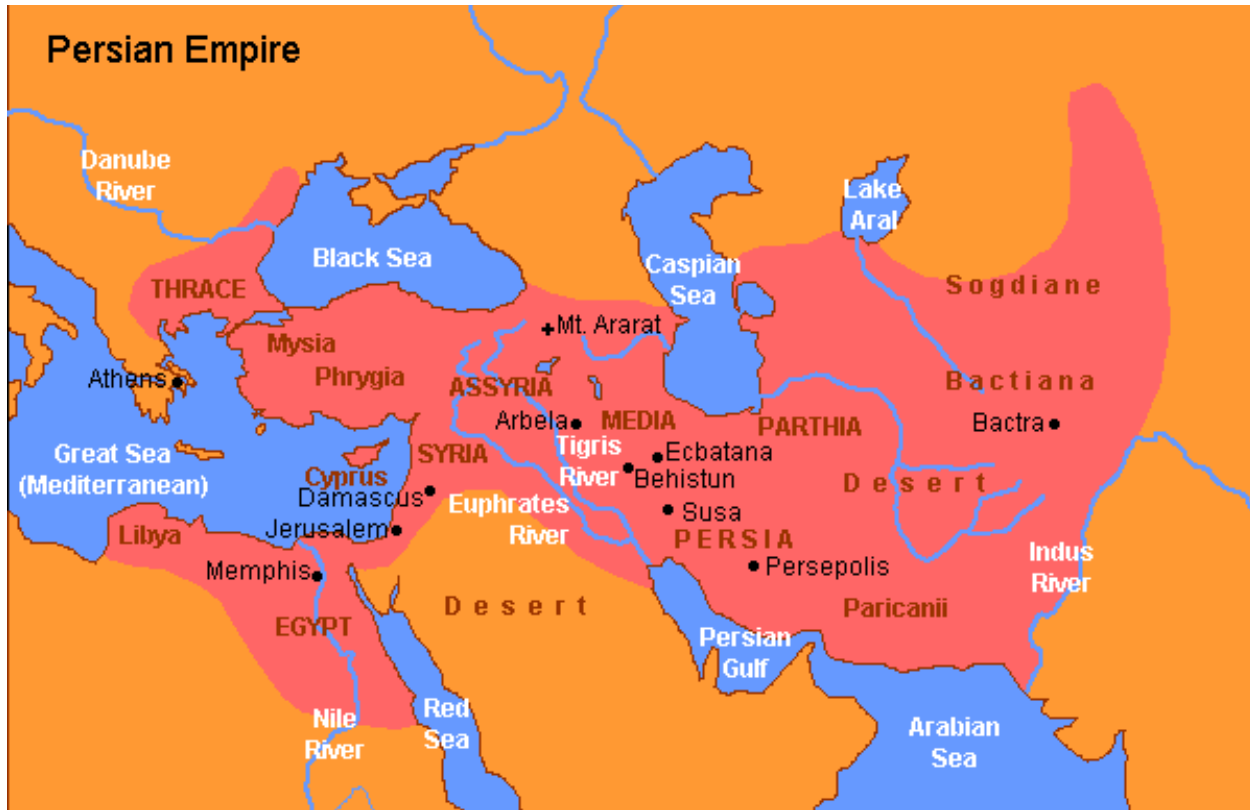 Persian Empire
Danube
River
Lake
Aral
Black Sea
Caspian
Sea
THRACE
Sogdiane
Mt. Ararat
Mysia
Phrygia
Athens
ASSYRIA
Bactiana
Arbela
MEDIA
PARTHIA
Bactra
Great Sea
(Mediterranean)
SYRIA
Tigris
River
Ecbatana
Behistun
Cyprus
Damascus
Desert
Euphrates
River
Susa
Libya
Jerusalem
PERSIA
Indus
River
Memphis
Persepolis
Desert
Paricanii
EGYPT
Persian
Gulf
Nile
River
Red
Sea
Arabian
Sea